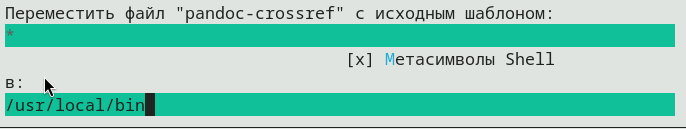 Переместить файл "pandoc-crossref" с исходным шаблоном:
*
[x] Метасимволы Shell
в:
/usr/local/bin